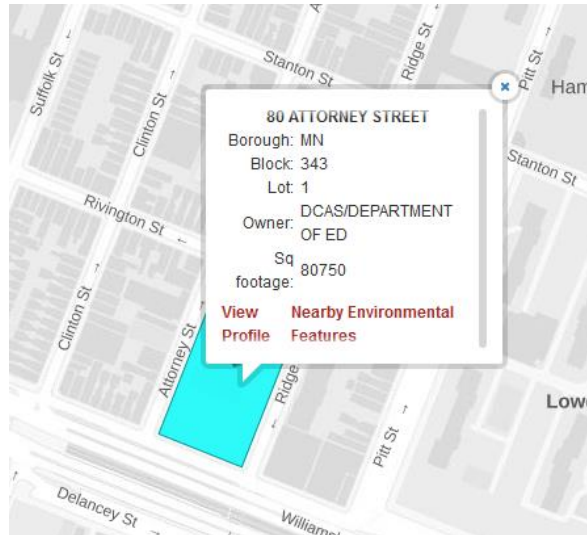 Stanton St
Suffolk St
Clinton St
Ridge St
Pitt St
80 ATTORNEY STREET
Borough: MN
Block: 343
Lot: 1
Owner: DCAS/DEPARTMENT
OF ED
Sq
footage: 80750
View Nearby Environmental
Profile Features
Ham
Stanton St
Rivington St
Clinton St
Attorney St
Ridge
Pitt St
Lowe
Delancey St
Williams